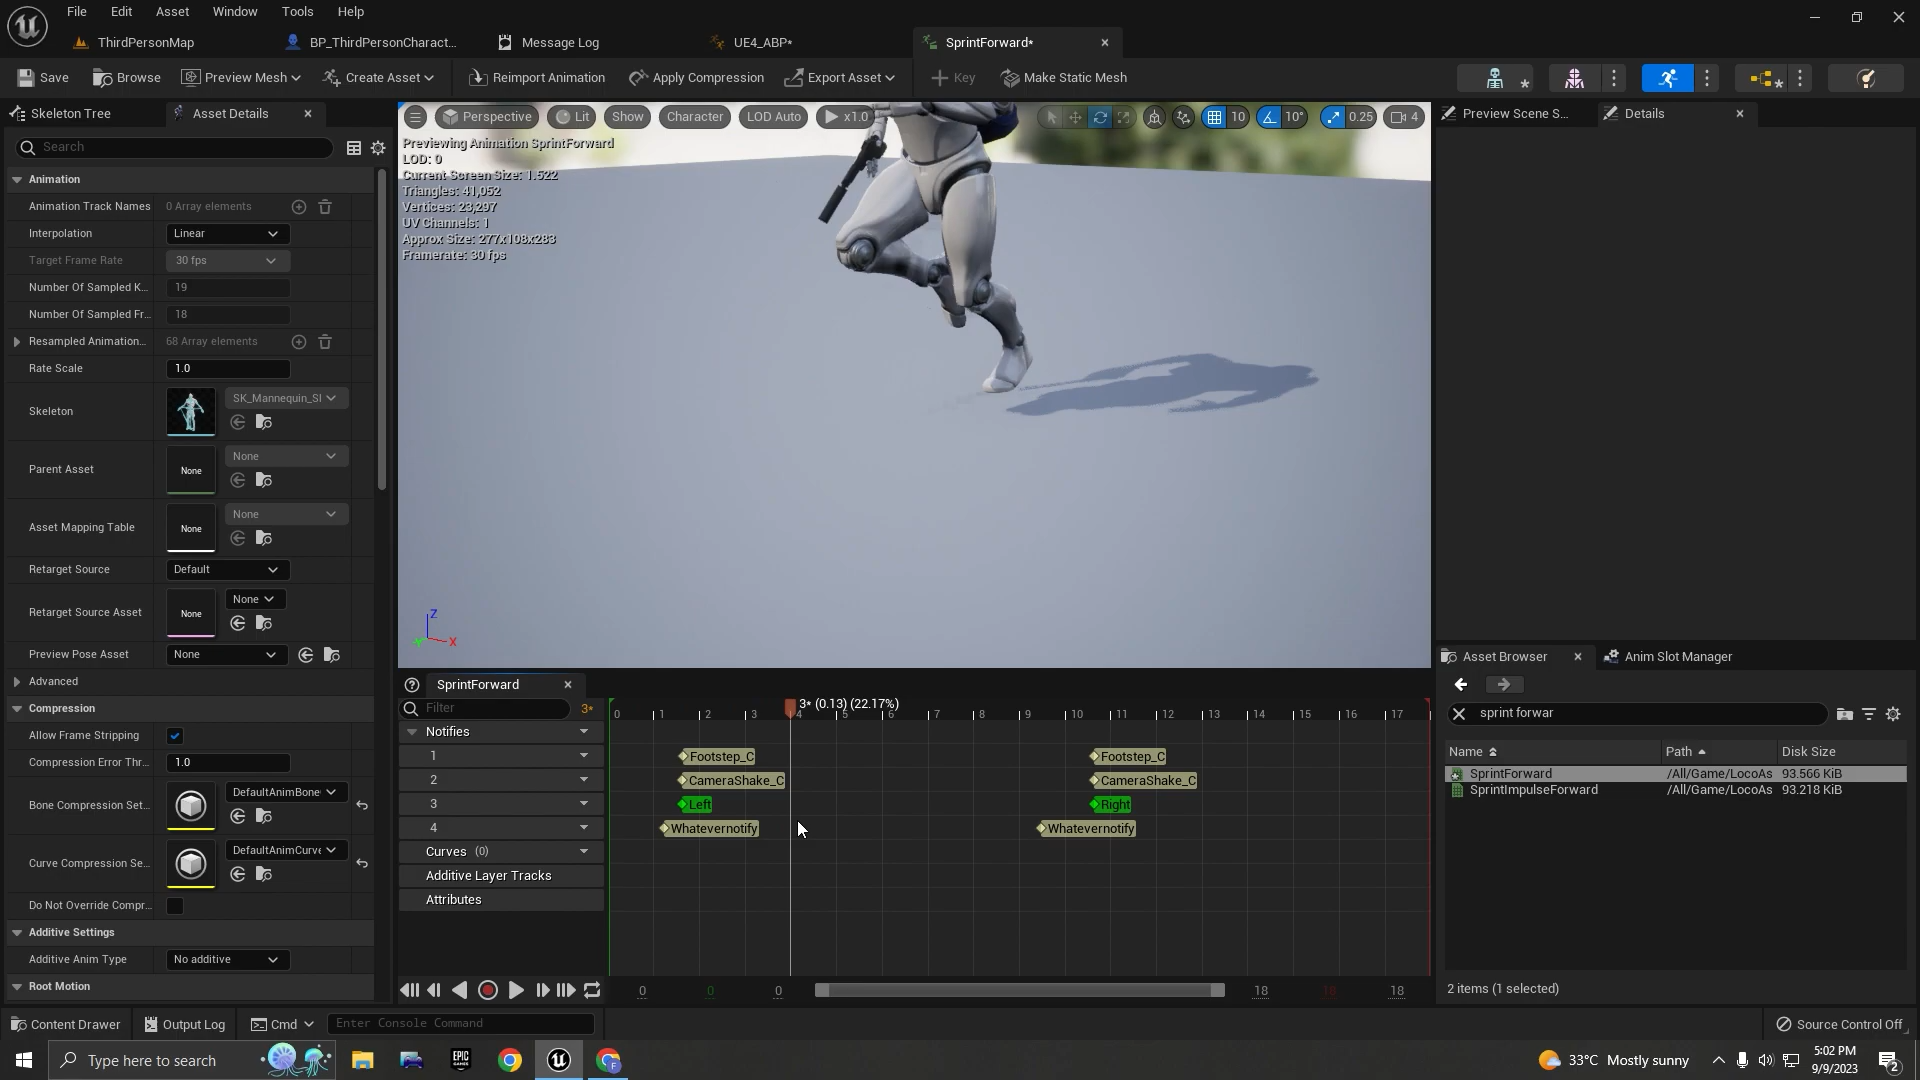 File Edit Asset Window Tools Help
ThirdPersonMap BP_ThirdPersonCharact... Message Log UE4_ABP* SprintForward*
Save Browse Preview Mesh Create Asset Reimport Animation Apply Compression Export Asset Key Make Static Mesh
Skeleton Tree Asset Details
Search
Animation
Animation Track Names 0 Array elements
Interpolation Linear
Target Frame Rate 30 fps
Number Of Sampled K... 19
Number Of Sampled Fr... 18
Resampled Animation... 68 Array elements
Rate Scale 1.0
Skeleton SK_Mannequin_Sl
Parent Asset None None
Asset Mapping Table None None
Retarget Source Default
Retarget Source Asset None None
Preview Pose Asset None
Advanced
Compression
Allow Frame Stripping
Compression Error Thr... 1.0
Bone Compression Set... DefaultAnimBone
Curve Compression Se... DefaultAnimCurve
Do Not Override Compr...
Additive Settings
Additive Anim Type No additive
Root Motion
Perspective Lit Show Character LOD Auto x1.0 10 10° 0.25 4
Previewing Animation SprintForward
LOD: 0
Current Screen Size: 1.522
Triangles: 41,052
Vertices: 23,297
UV Channels: 1
Approx Size: 277x108x283
Framerate: 30 fps
Z
Y X
SprintForward
Filter 3*
3* (0.13) (22.17%)
0 1 2 3 4 5 6 7 8 9 10 11 12 13 14 15 16 17
Notifies
1 Footstep_C Footstep_C
2 CameraShake_C CameraShake_C
3 Left Right
4 Whatevernotify Whatevernotify
Curves (0)
Additive Layer Tracks
Attributes
0 0 0 18 18 18
Preview Scene S... Details
Asset Browser Anim Slot Manager
sprint forwar
Name Path Disk Size
SprintForward /All/Game/LocoAs 93.566 KiB
SprintImpulseForward /All/Game/LocoAs 93.218 KiB
2 items (1 selected)
Content Drawer Output Log Cmd Enter Console Command Source Control Off
Type here to search EPIC GAMES 33°C Mostly sunny 5:02 PM
9/9/2023 2